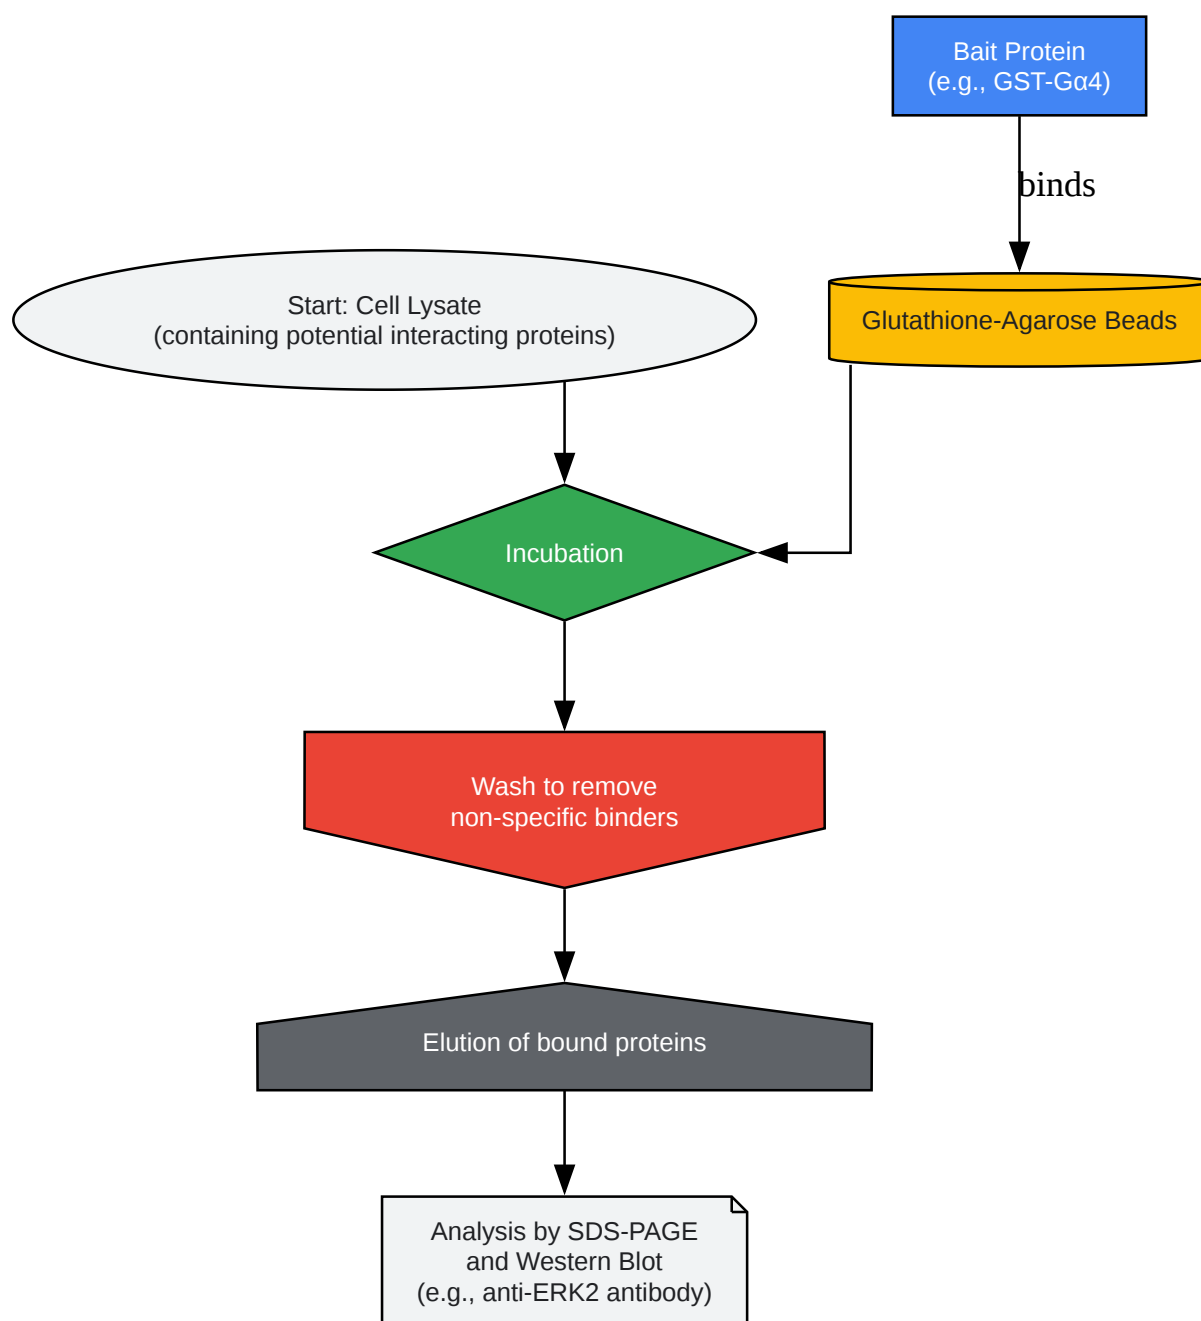 Bait Protein
(e.g., GST-Gα4)
binds
Start: Cell Lysate
(containing potential interacting proteins)
Glutathione-Agarose Beads
Incubation
Wash to remove
non-specific binders
Elution of bound proteins
Analysis by SDS-PAGE
and Western Blot
(e.g., anti-ERK2 antibody)